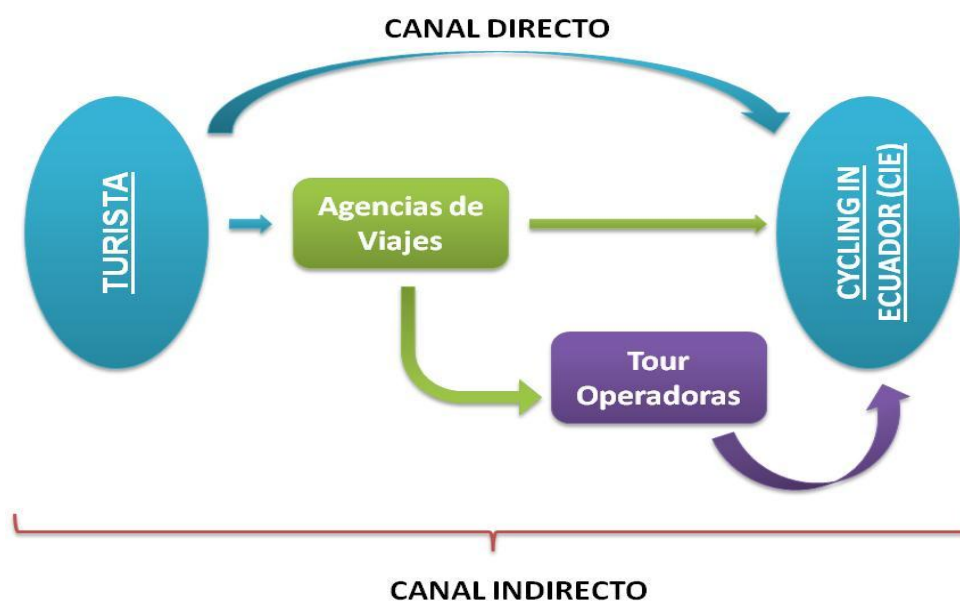 CANAL DIRECTO
TURISTA
Agencias de
Viajes
CYCLING IN
ECUADOR (CIE)
Tour
Operadoras
CANAL INDIRECTO